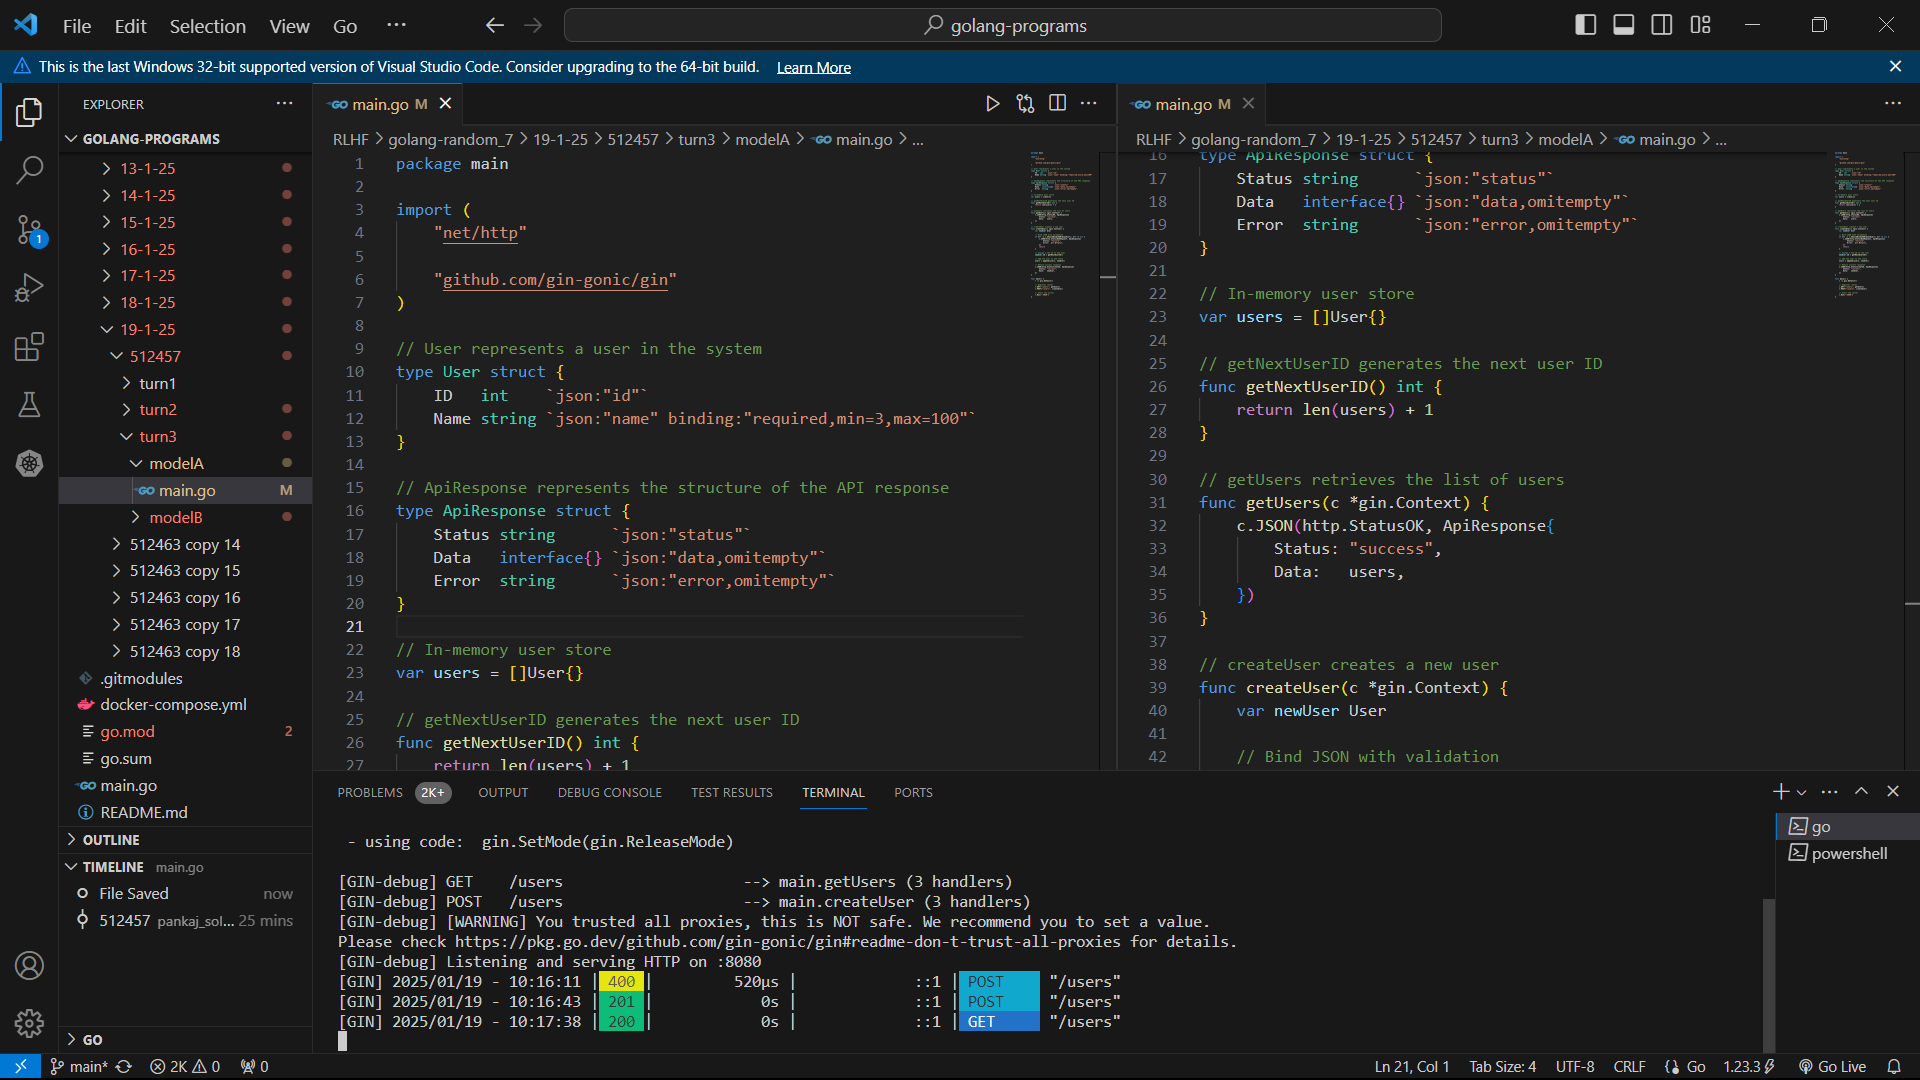 File Edit Selection View Go ··· golang-programs
This is the last Windows 32-bit supported version of Visual Studio Code. Consider upgrading to the 64-bit build. Learn More
EXPLORER ···
GOLANG-PROGRAMS
13-1-25
14-1-25
15-1-25
16-1-25
17-1-25
18-1-25
19-1-25
512457
turn1
turn2
turn3
modelA
main.go M
modelB
512463 copy 14
512463 copy 15
512463 copy 16
512463 copy 17
512463 copy 18
.gitmodules
docker-compose.yml
go.mod 2
go.sum
main.go
README.md
OUTLINE
TIMELINE main.go
File Saved now
512457 pankaj_sol... 25 mins
GO
1
main.go M
RLHF > golang-random_7 > 19-1-25 > 512457 > turn3 > modelA > main.go > ...
1 package main
2
3 import (
4 "net/http"
5
6 "github.com/gin-gonic/gin"
7 )
8
9 // User represents a user in the system
10 type User struct {
11 ID int `json:"id"`
12 Name string `json:"name" binding:"required,min=3,max=100"`
13 }
14
15 // ApiResponse represents the structure of the API response
16 type ApiResponse struct {
17 Status string `json:"status"`
18 Data interface{} `json:"data,omitempty"`
19 Error string `json:"error,omitempty"`
20 }
21
22 // In-memory user store
23 var users = []User{}
24
25 // getNextUserID generates the next user ID
26 func getNextUserID() int {
27 return len(users) + 1
main.go M
RLHF > golang-random_7 > 19-1-25 > 512457 > turn3 > modelA > main.go > ...
16 type ApiResponse struct {
17 Status string `json:"status"`
18 Data interface{} `json:"data,omitempty"`
19 Error string `json:"error,omitempty"`
20 }
21
22 // In-memory user store
23 var users = []User{}
24
25 // getNextUserID generates the next user ID
26 func getNextUserID() int {
27 return len(users) + 1
28 }
29
30 // getUsers retrieves the list of users
31 func getUsers(c *gin.Context) {
32 c.JSON(http.StatusOK, ApiResponse{
33 Status: "success",
34 Data: users,
35 })
36 }
37
38 // createUser creates a new user
39 func createUser(c *gin.Context) {
40 var newUser User
41
42 // Bind JSON with validation
PROBLEMS 2K+ OUTPUT DEBUG CONSOLE TEST RESULTS TERMINAL PORTS
- using code: gin.SetMode(gin.ReleaseMode)
[GIN-debug] GET /users --> main.getUsers (3 handlers)
[GIN-debug] POST /users --> main.createUser (3 handlers)
[GIN-debug] [WARNING] You trusted all proxies, this is NOT safe. We recommend you to set a value.
Please check https://pkg.go.dev/github.com/gin-gonic/gin#readme-don-t-trust-all-proxies for details.
[GIN-debug] Listening and serving HTTP on :8080
[GIN] 2025/01/19 - 10:16:11 | 400 | 520µs | ::1 | POST "/users"
[GIN] 2025/01/19 - 10:16:43 | 201 | 0s | ::1 | POST "/users"
[GIN] 2025/01/19 - 10:17:38 | 200 | 0s | ::1 | GET "/users"
go
powershell
main* 2K 0 0 Ln 21, Col 1 Tab Size: 4 UTF-8 CRLF Go 1.23.3 Go Live